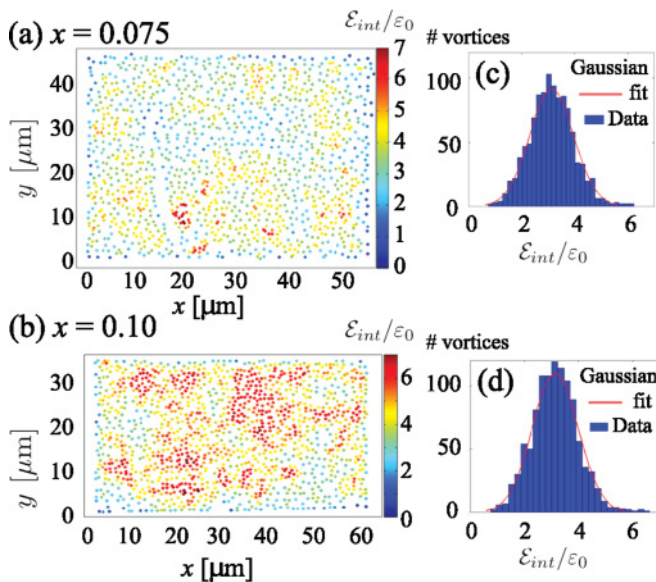 (a) x = 0.075
ℰint/ε0
y [μm]
40
30
20
10
0
0 10 20 30 40 50
x [μm]
7
6
5
4
3
2
1
0
(c)
# vortices
Gaussian
fit
Data
100
50
0
2 4 6
ℰint/ε0
(b) x = 0.10
ℰint/ε0
y [μm]
30
20
10
0
0 10 20 30 40 50 60
x [μm]
6
5
4
3
2
1
0
(d)
# vortices
Gaussian
fit
Data
100
50
0
2 4 6
ℰint/ε0